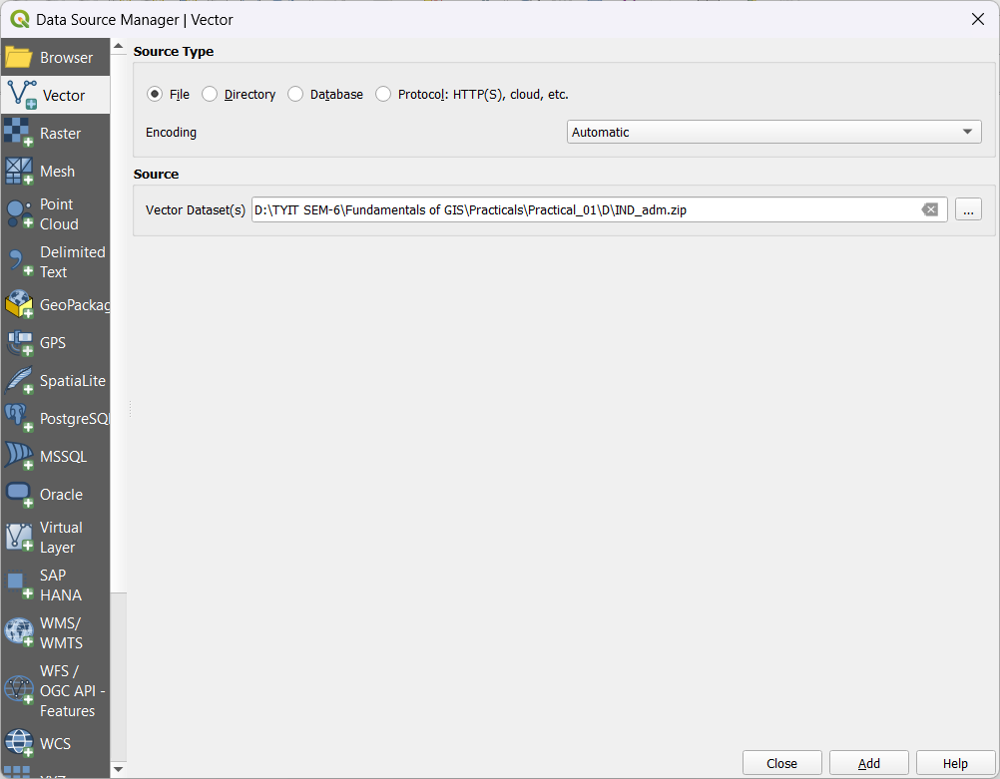 Data Source Manager | Vector
Browser
Vector
Raster
Mesh
Point
Cloud
Delimited
Text
GeoPackag
GPS
SpatiaLite
PostgreSQ
MSSQL
Oracle
Virtual
Layer
SAP
HANA
WMS/
WMTS
WFS /
OGC API -
Features
WCS
Source Type
File Directory Database Protocol: HTTP(S), cloud, etc.
Encoding Automatic
Source
Vector Dataset(s) D:\TYIT SEM-6\Fundamentals of GIS\Practicals\Practical_01\D\IND_adm.zip ...
Close Add Help